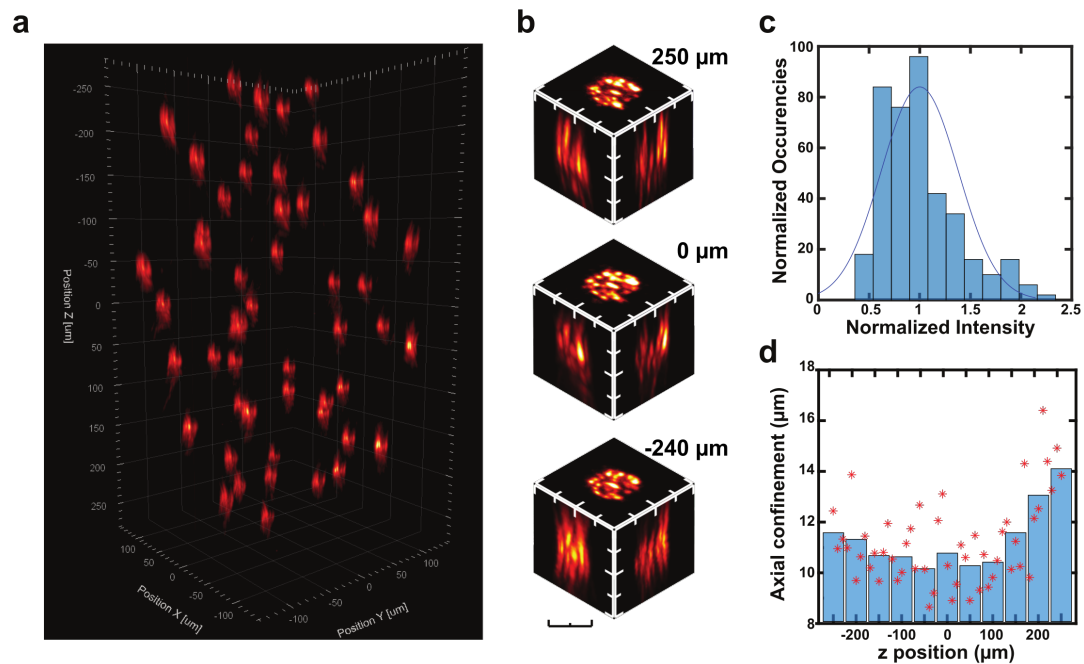 a
-250
-200
-150
-100
-50
0
50
100
150
200
250
Position Z [um]
100
50
0
-50
-100
Position X [um]
100
50
0
-50
-100
Position Y [um]
b
250 µm
0 µm
-240 µm
c
100
80
60
40
20
0
Normalized Occurencies
0 0.5 1 1.5 2 2.5
Normalized Intensity
d
18
16
14
12
10
8
Axial confinement (µm)
-200 -100 0 100 200
z position (µm)